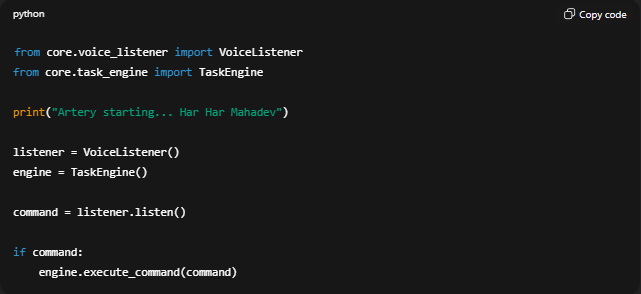 python
Copy code
from core.voice_listener import VoiceListener
from core.task_engine import TaskEngine
print("Artery starting... Har Har Mahadev")
listener = VoiceListener()
engine = TaskEngine()
command = listener.listen()
if command:
    engine.execute_command(command)